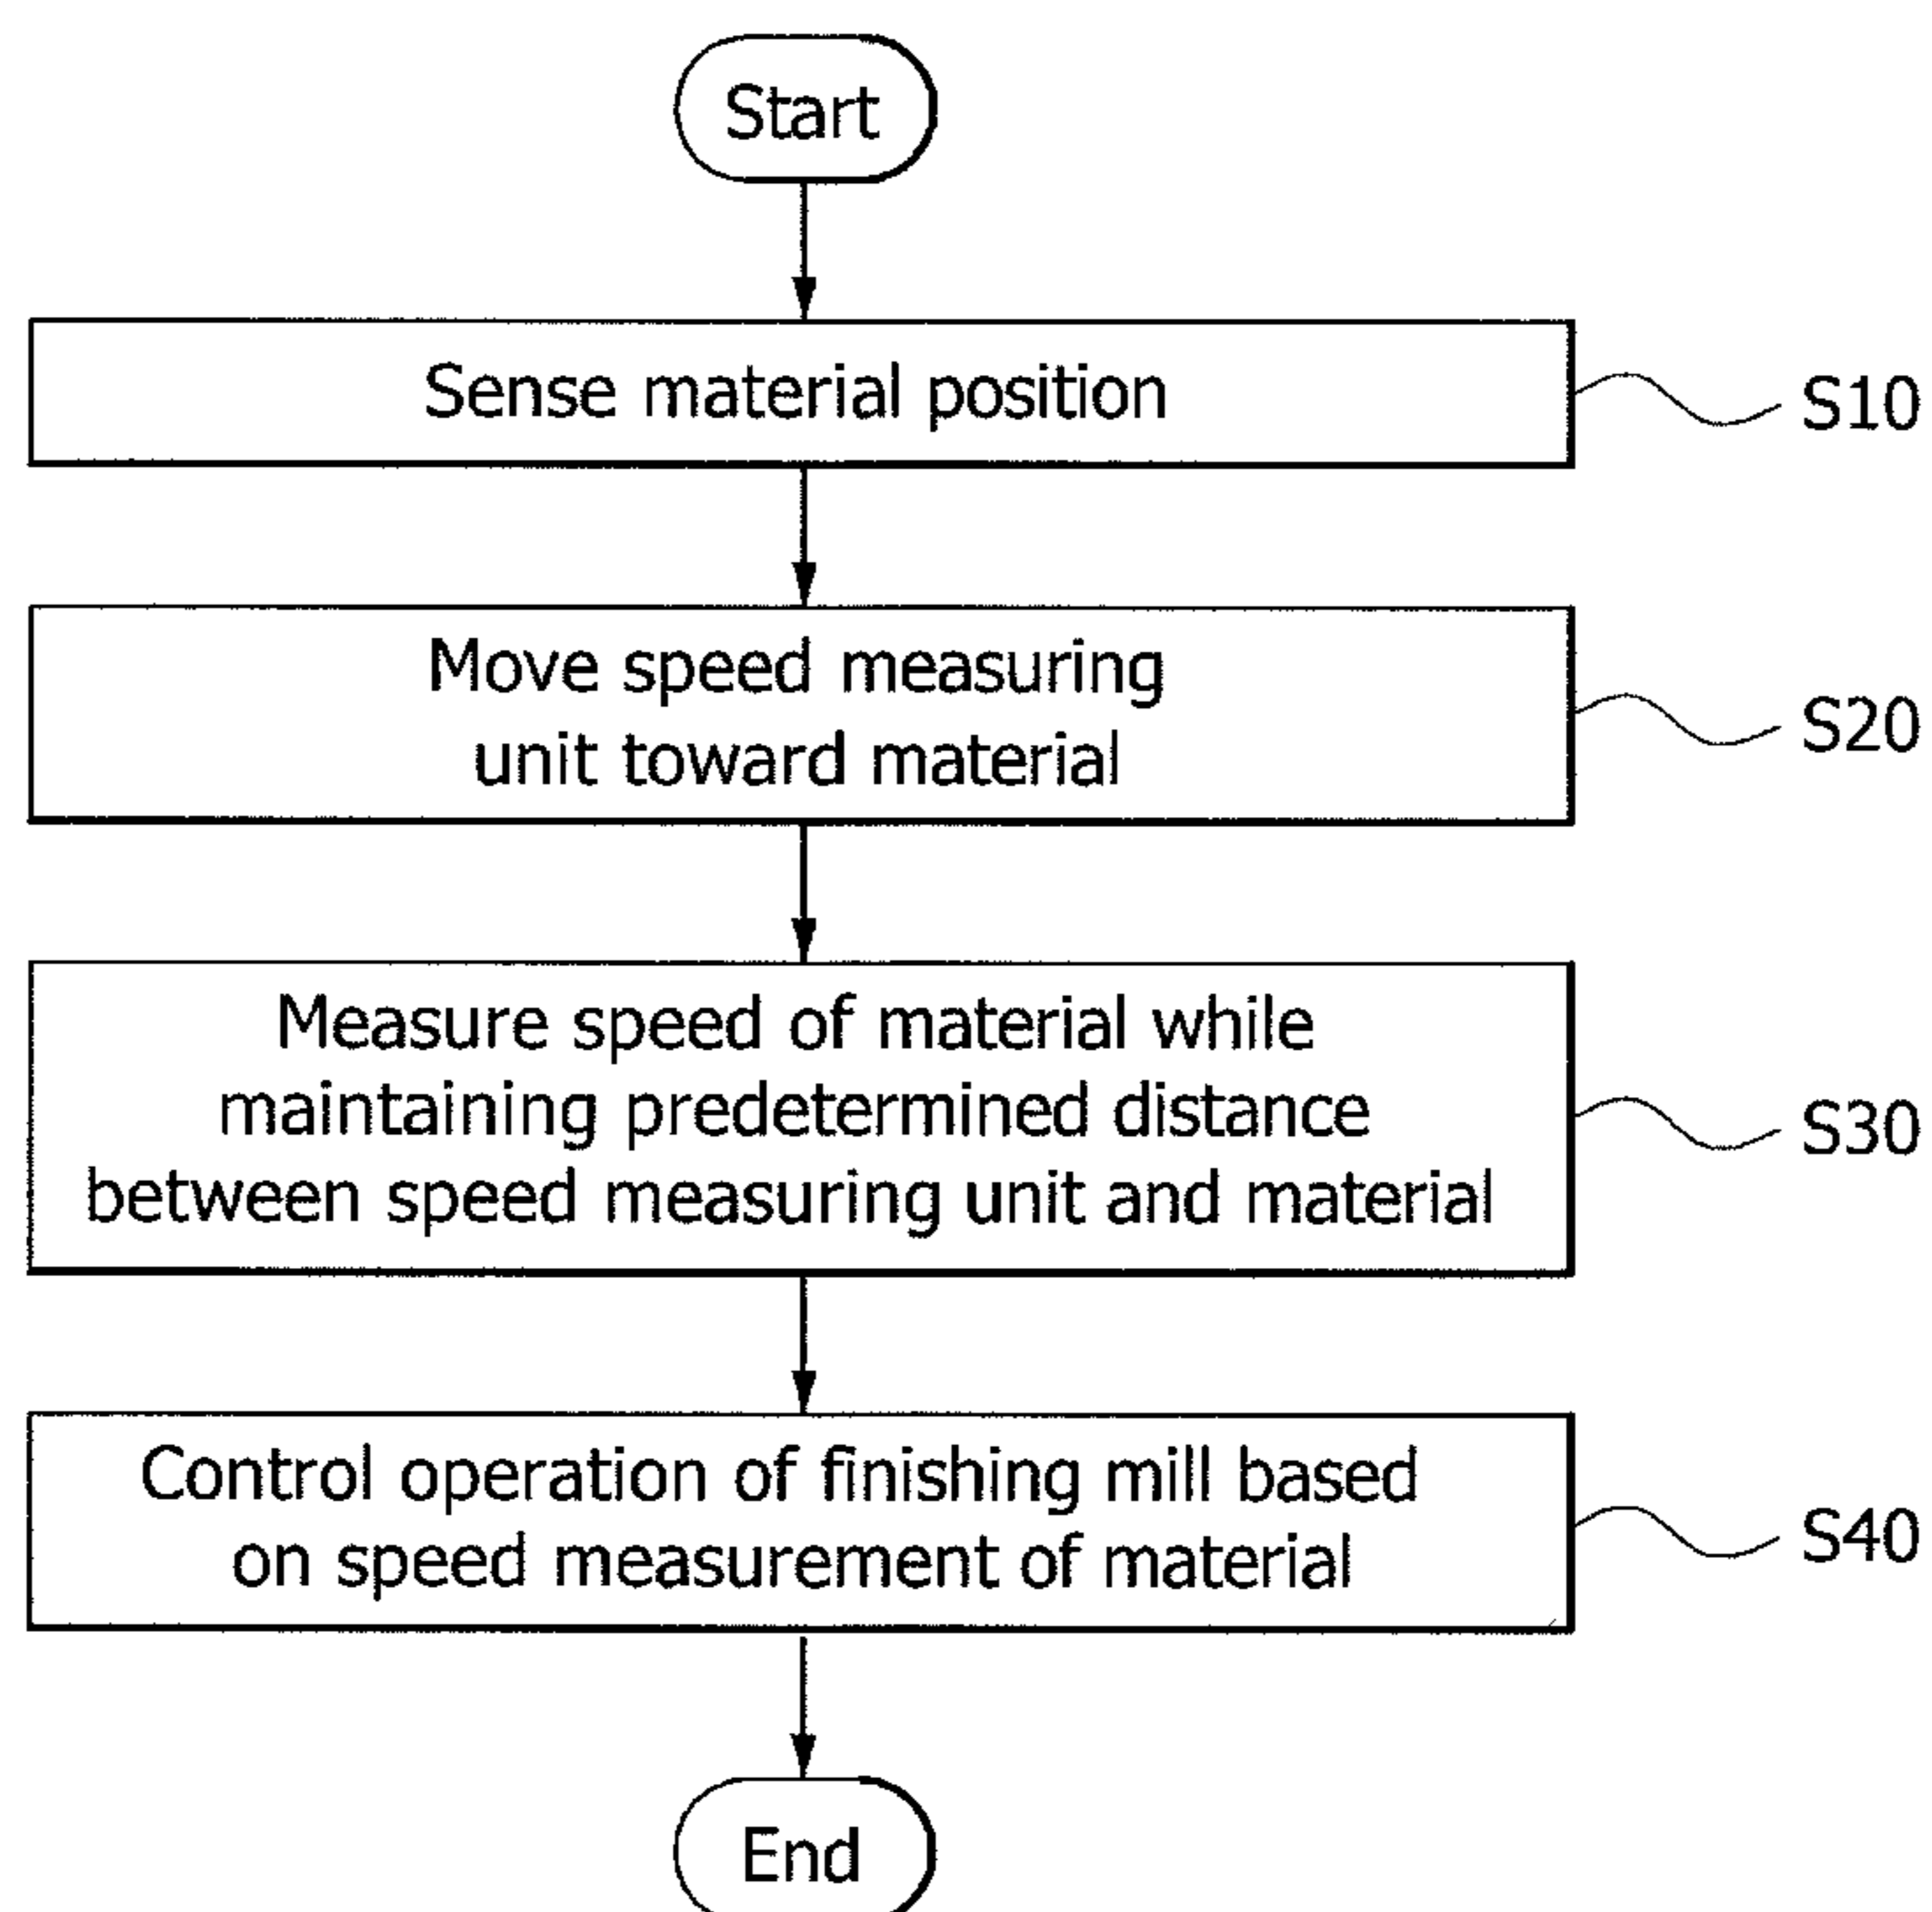 Start
Sense material position
S10
Move speed measuring
unit toward material
S20
Measure speed of material while
maintaining predetermined distance
between speed measuring unit and material
S30
Control operation of finishing mill based
on speed measurement of material
S40
End